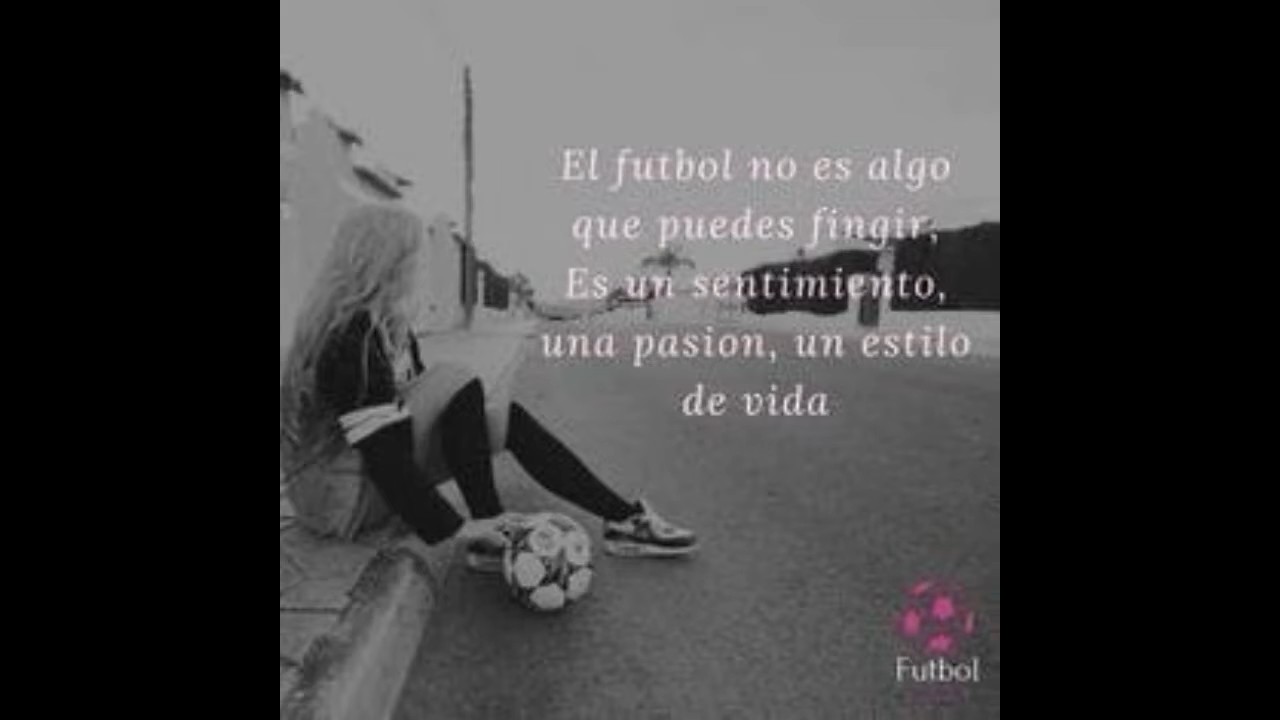 El futbol no es algo
que puedes fingir,
Es un sentimiento,
una pasion, un estilo
de vida
Futbol